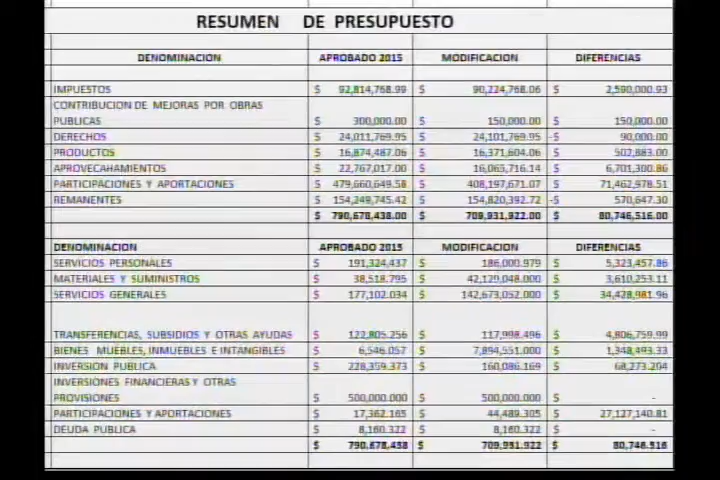 RESUMEN DE PRESUPUESTO
DENOMINACION APROBADO 2015 MODIFICACION DIFERENCIAS
IMPUESTOS $ 92,814,768.99 $ 90,224,768.06 $ 2,590,000.93
CONTRIBUCION DE MEJORAS POR OBRAS
PUBLICAS $ 300,000.00 $ 150,000.00 $ 150,000.00
DERECHOS $ 24,011,769.95 $ 24,101,769.95 -$ 90,000.00
PRODUCTOS $ 16,874,487.06 $ 16,371,604.06 $ 502,883.00
APROVECAHAMIENTOS $ 22,767,017.00 $ 16,065,716.14 $ 6,701,300.86
PARTICIPACIONES Y APORTACIONES $ 479,660,649.58 $ 408,197,671.07 $ 71,462,978.51
REMANENTES $ 154,249,745.42 $ 154,820,392.72 -$ 570,647.30
$ 790,678,438.00 $ 709,931,922.00 $ 80,746,516.00
DENOMINACION APROBADO 2015 MODIFICACION DIFERENCIAS
SERVICIOS PERSONALES $ 191,324,437 $ 186,000.979 $ 5,323,457.86
MATERIALES Y SUMINISTROS $ 38,518.795 $ 42,129,048.000 $ 3,610,253.11
SERVICIOS GENERALES $ 177,102.034 $ 142,673,052.000 $ 34,428,981.96
TRANSFERENCIAS, SUBSIDIOS Y OTRAS AYUDAS $ 122,805.256 $ 117,998.496 $ 4,806,759.99
BIENES MUEBLES, INMUEBLES E INTANGIBLES $ 6,546.057 $ 7,894,551.000 $ 1,348,493.33
INVERSION PUBLICA $ 228,359.373 $ 160,086.169 $ 68,273.204
INVERSIONES FINANCIERAS Y OTRAS
PROVISIONES $ 500,000.000 $ 500,000.000 $ -
PARTICIPACIONES Y APORTACIONES $ 17,362.165 $ 44,489.305 $ 27,127,140.81
DEUDA PUBLICA $ 8,160.322 $ 8,160.322 $ -
$ 790,678,438 $ 709,931.922 $ 80,746.516